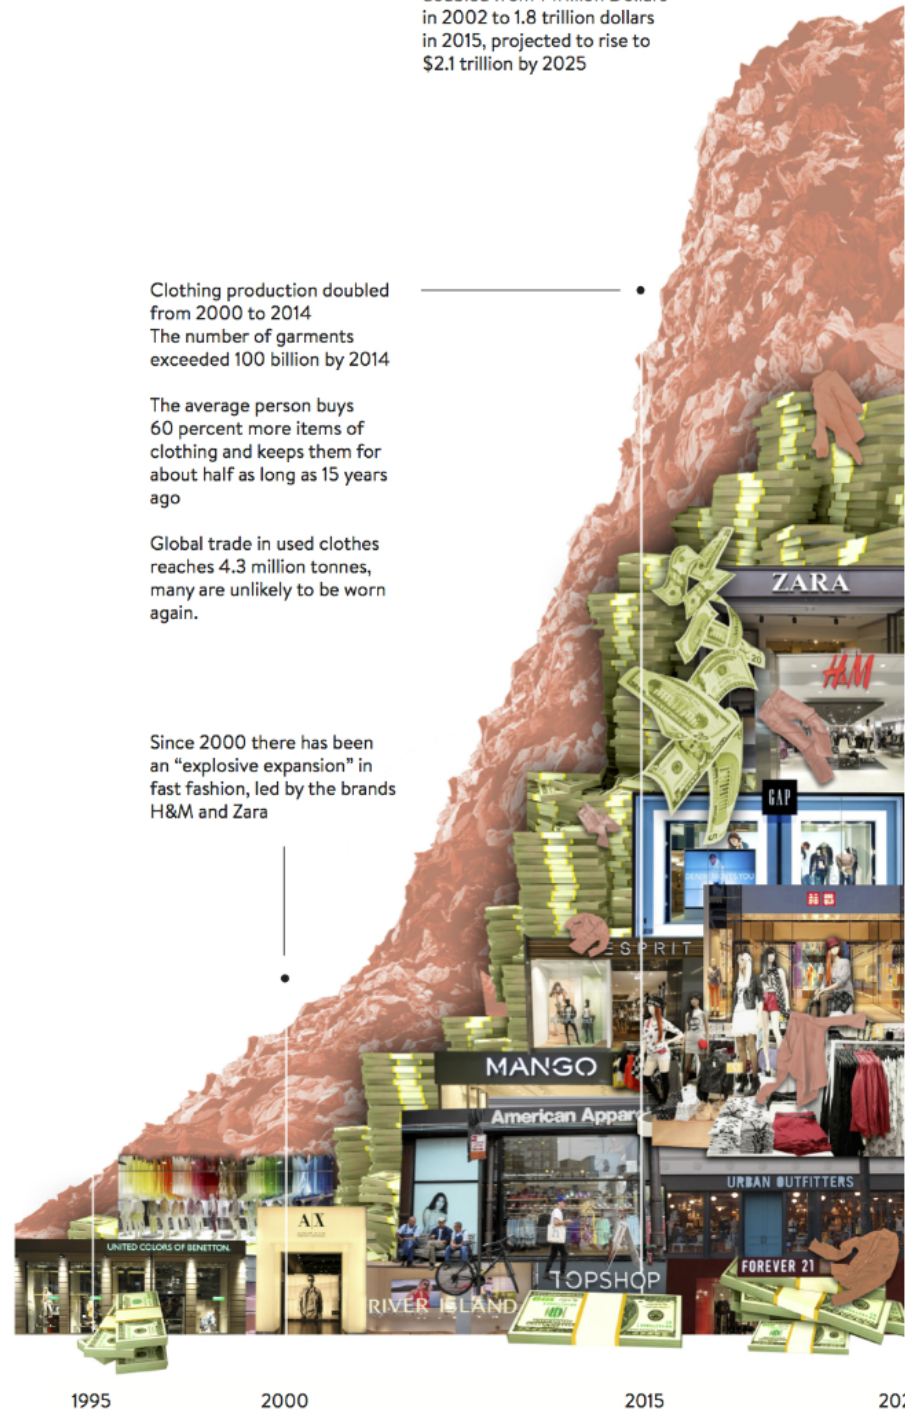 in 2002 to 1.8 trillion dollars
in 2015, projected to rise to
$2.1 trillion by 2025
Clothing production doubled
from 2000 to 2014
The number of garments
exceeded 100 billion by 2014
The average person buys
60 percent more items of
clothing and keeps them for
about half as long as 15 years
ago
Global trade in used clothes
reaches 4.3 million tonnes,
many are unlikely to be worn
again.
ZARA
H&M
Since 2000 there has been
an “explosive expansion” in
fast fashion, led by the brands
H&M and Zara
GAP
ESPRIT
MANGO
American Appar
URBAN OUTFITTERS
A|X
UNITED COLORS OF BENETTON.
FOREVER 21
TOPSHOP
RIVER ISLAND
1995
2000
2015